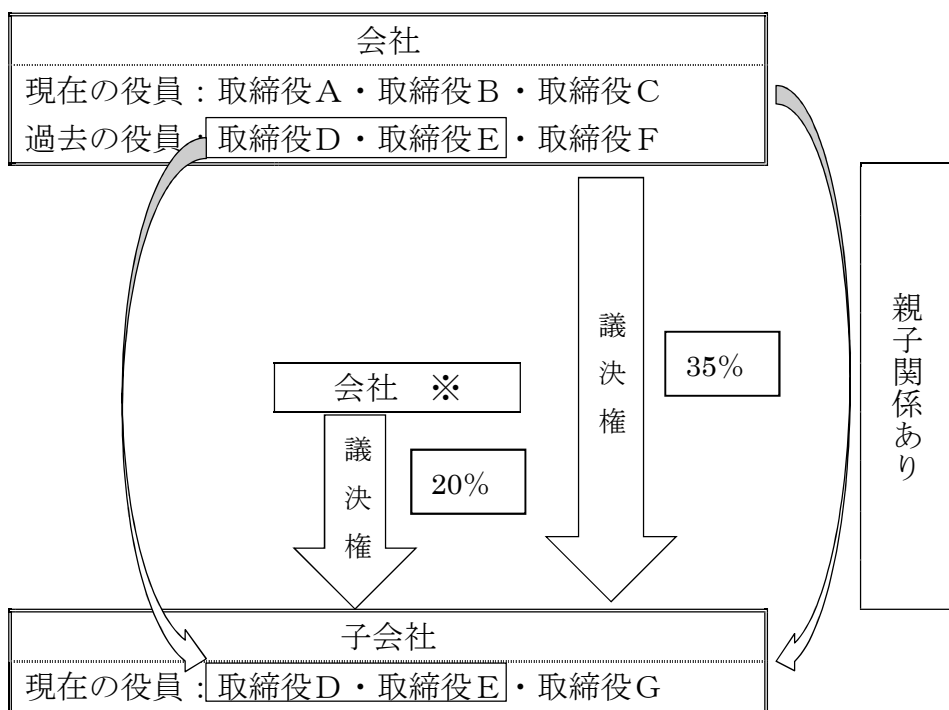 会社
現在の役員：取締役A・取締役B・取締役C
過去の役員：取締役D・取締役E・取締役F
議決権
35%
親子関係あり
会社　※
議決権
20%
子会社
現在の役員：取締役D・取締役E・取締役G